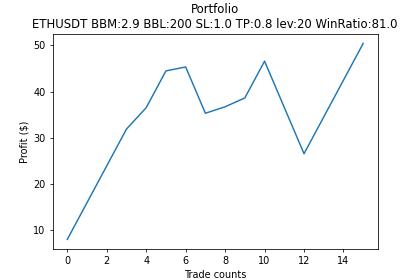 Portfolio
ETHUSDT BBM:2.9 BBL:200 SL:1.0 TP:0.8 lev:20 WinRatio:81.0
50
40
30
20
10
Profit ($)
0 2 4 6 8 10 12 14
Trade counts